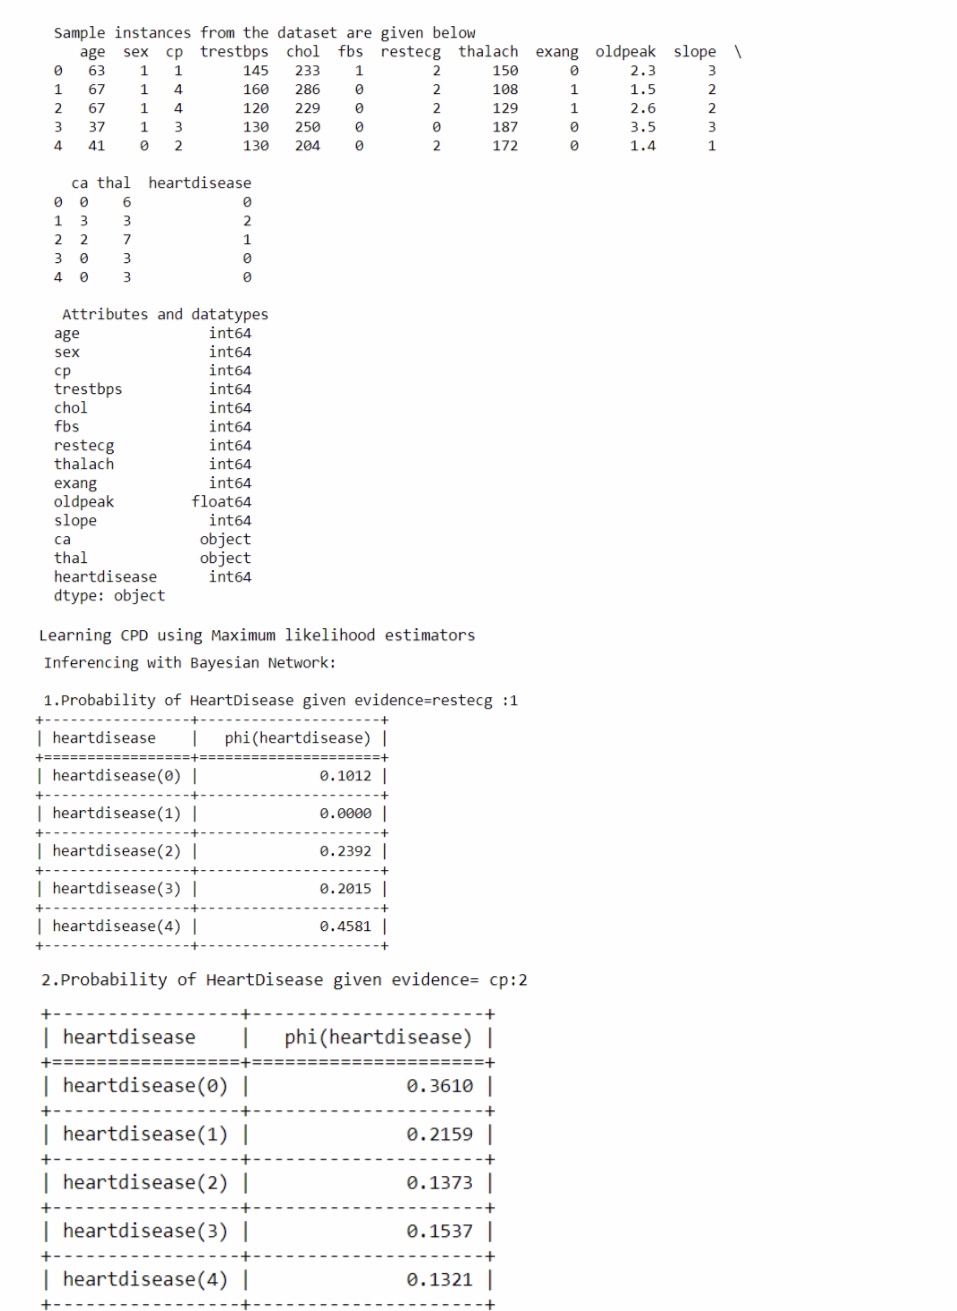 Sample instances from the dataset are given below
   age  sex  cp  trestbps  chol  fbs  restecg  thalach  exang  oldpeak  slope  \
0   63    1   1       145   233    1        2      150      0      2.3      3
1   67    1   4       160   286    0        2      108      1      1.5      2
2   67    1   4       120   229    0        2      129      1      2.6      2
3   37    1   3       130   250    0        0      187      0      3.5      3
4   41    0   2       130   204    0        2      172      0      1.4      1
  ca thal  heartdisease
0  0    6             0
1  3    3             2
2  2    7             1
3  0    3             0
4  0    3             0
 Attributes and datatypes
age               int64
sex               int64
cp                int64
trestbps          int64
chol              int64
fbs               int64
restecg           int64
thalach           int64
exang             int64
oldpeak         float64
slope             int64
ca               object
thal             object
heartdisease      int64
dtype: object
Learning CPD using Maximum likelihood estimators
Inferencing with Bayesian Network:
1.Probability of HeartDisease given evidence=restecg :1
+-----------------+---------------------+
| heartdisease    |   phi(heartdisease) |
+=================+=====================+
| heartdisease(0) |              0.1012 |
+-----------------+---------------------+
| heartdisease(1) |              0.0000 |
+-----------------+---------------------+
| heartdisease(2) |              0.2392 |
+-----------------+---------------------+
| heartdisease(3) |              0.2015 |
+-----------------+---------------------+
| heartdisease(4) |              0.4581 |
+-----------------+---------------------+
2.Probability of HeartDisease given evidence= cp:2
+-----------------+---------------------+
| heartdisease    |   phi(heartdisease) |
+=================+=====================+
| heartdisease(0) |              0.3610 |
+-----------------+---------------------+
| heartdisease(1) |              0.2159 |
+-----------------+---------------------+
| heartdisease(2) |              0.1373 |
+-----------------+---------------------+
| heartdisease(3) |              0.1537 |
+-----------------+---------------------+
| heartdisease(4) |              0.1321 |
+-----------------+---------------------+